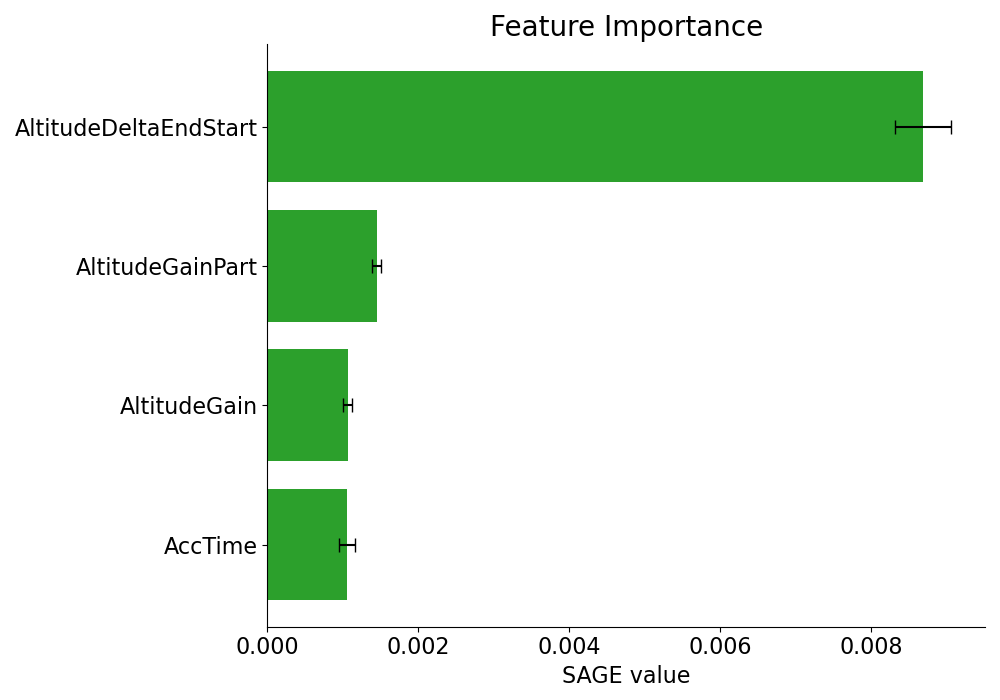 Feature Importance
AltitudeDeltaEndStart
AltitudeGainPart
AltitudeGain
AccTime
0.000 0.002 0.004 0.006 0.008
SAGE value